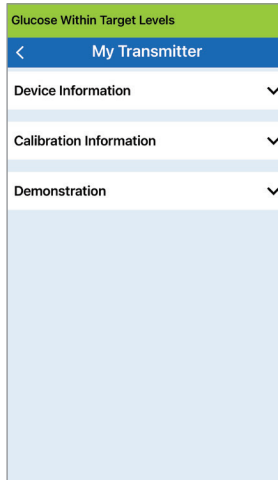 Glucose Within Target Levels
My Transmitter
Device Information
Calibration Information
Demonstration